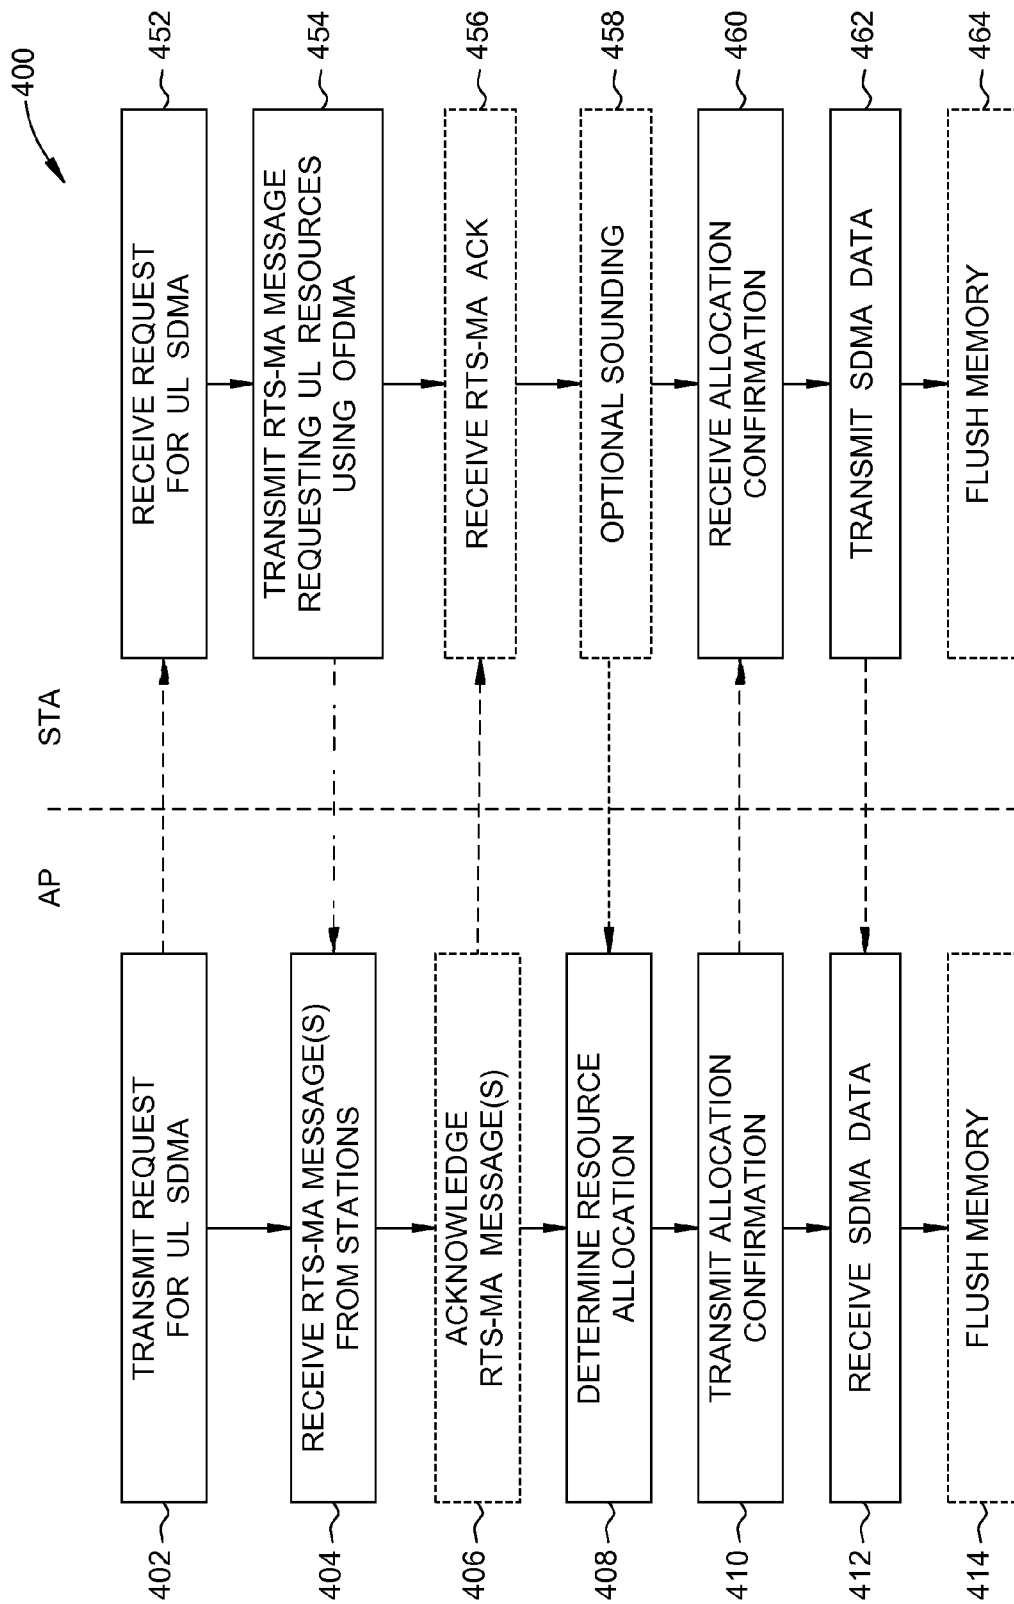 400
AP
STA
402
TRANSMIT REQUEST
FOR UL SDMA
RECEIVE REQUEST
FOR UL SDMA
452
404
RECEIVE RTS-MA MESSAGE(S)
FROM STATIONS
TRANSMIT RTS-MA MESSAGE
REQUESTING UL RESOURCES
USING OFDMA
454
406
ACKNOWLEDGE
RTS-MA MESSAGE(S)
RECEIVE RTS-MA ACK
456
408
DETERMINE RESOURCE
ALLOCATION
OPTIONAL SOUNDING
458
410
TRANSMIT ALLOCATION
CONFIRMATION
RECEIVE ALLOCATION
CONFIRMATION
460
412
RECEIVE SDMA DATA
TRANSMIT SDMA DATA
462
414
FLUSH MEMORY
FLUSH MEMORY
464